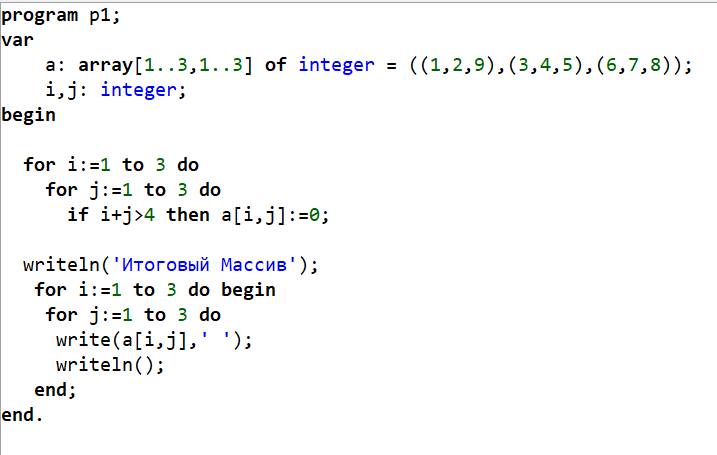 program p1;
var
    a: array[1..3,1..3] of integer = ((1,2,9),(3,4,5),(6,7,8));
    i,j: integer;
begin

  for i:=1 to 3 do
    for j:=1 to 3 do
      if i+j>4 then a[i,j]:=0;

  writeln('Итоговый Массив');
   for i:=1 to 3 do begin
    for j:=1 to 3 do
     write(a[i,j],' ');
     writeln();
   end;
end.